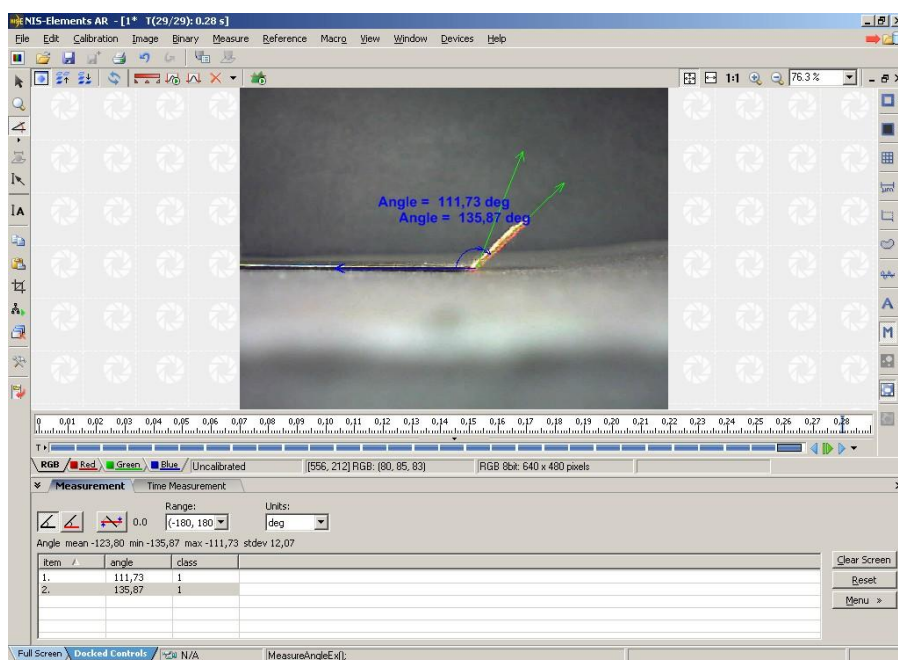 NIS-Elements AR - [1* T(29/29): 0.28 s]
File Edit Calibration Image Binary Measure Reference Macro View Window Devices Help
1:1 76.3 %
Angle = 111,73 deg
Angle = 135,87 deg
0 0,01 0,02 0,03 0,04 0,05 0,06 0,07 0,08 0,09 0,10 0,11 0,12 0,13 0,14 0,15 0,16 0,17 0,18 0,19 0,20 0,21 0,22 0,23 0,24 0,25 0,26 0,27 0,28
T
RGB Red Green Blue Uncalibrated [556, 212] RGB: (80, 85, 83) RGB 8bit: 640 x 480 pixels
Measurement Time Measurement
Range: Units:
0.0 (-180, 180 deg
Angle mean -123,80 min -135,87 max -111,73 stdev 12,07
item angle class
1. 111,73 1
2. 135,87 1
Clear Screen
Reset
Menu »
Full Screen Docked Controls N/A MeasureAngleEx();